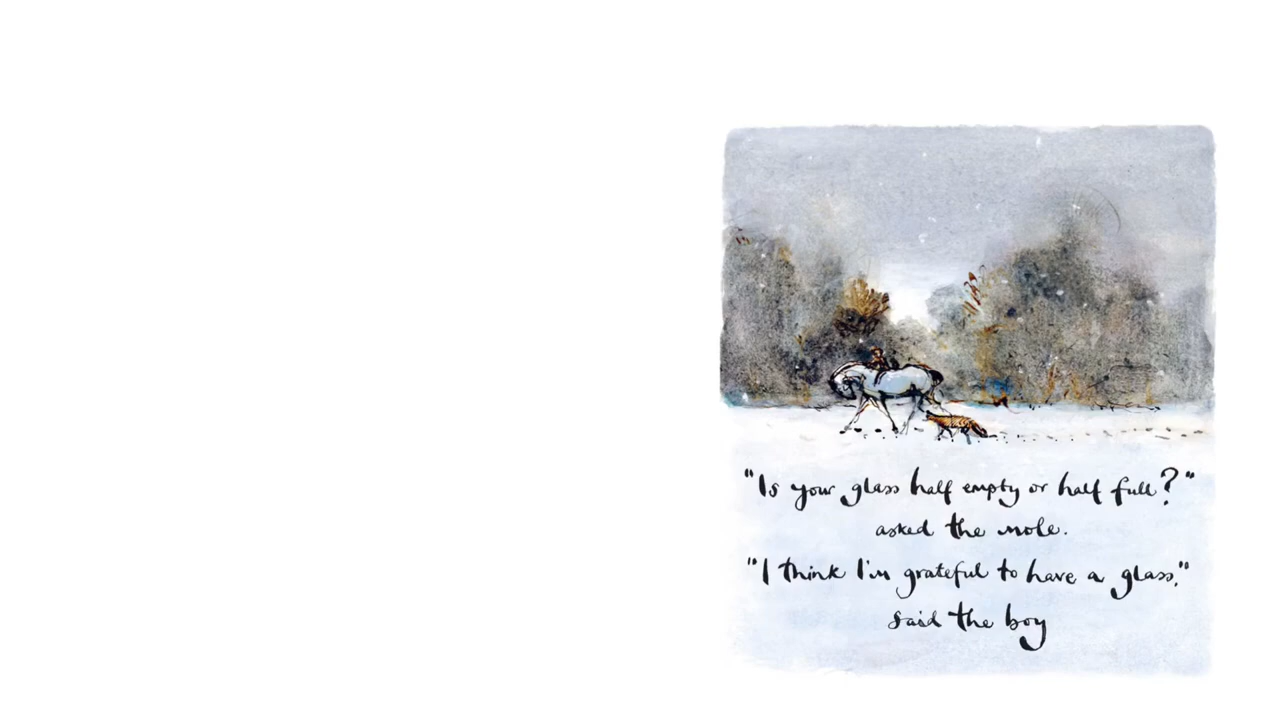 "Is your glass half empty or half full?"
asked the mole.
"I think I'm grateful to have a glass,"
said the boy